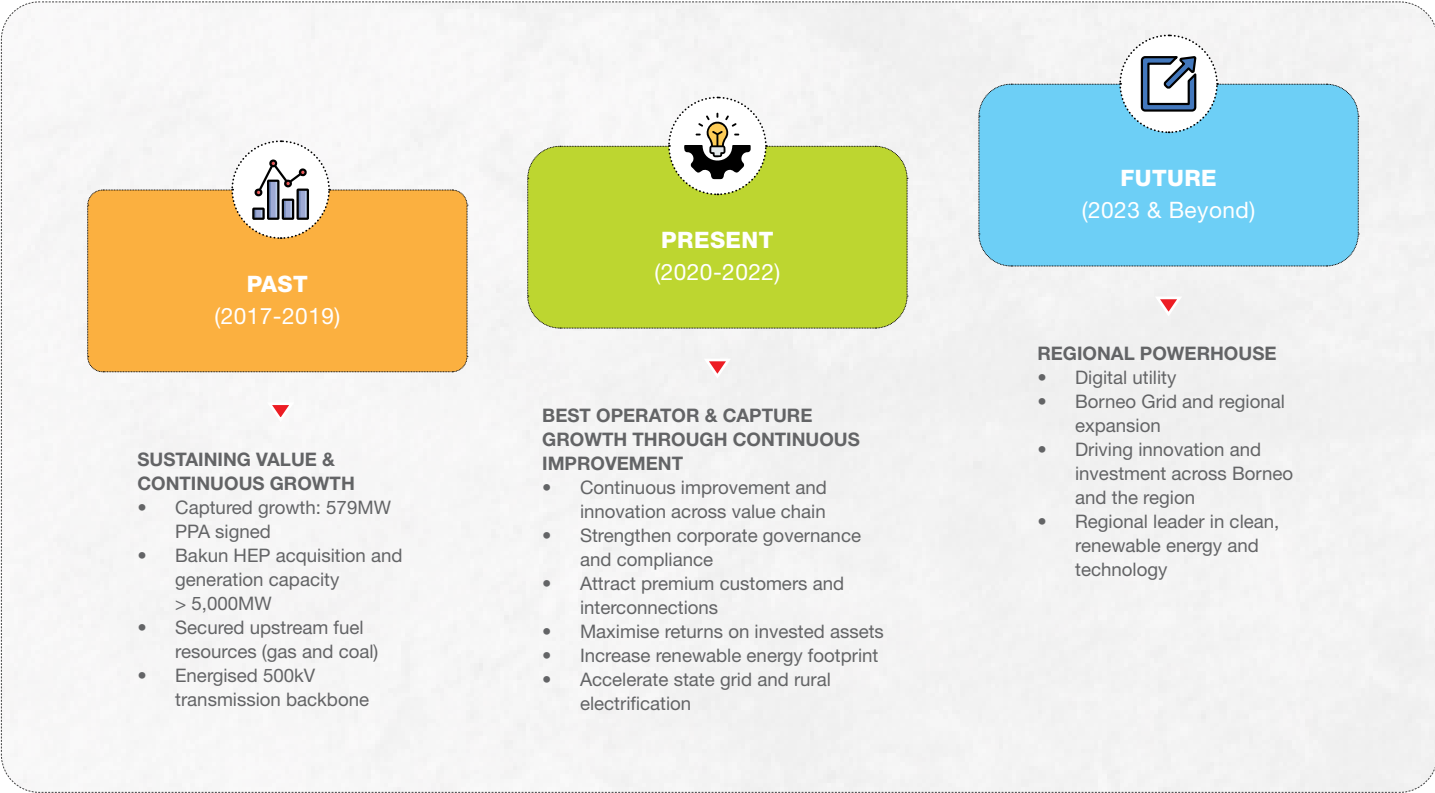 PAST
(2017-2019)
SUSTAINING VALUE &
CONTINUOUS GROWTH
• Captured growth: 579MW
PPA signed
• Bakun HEP acquisition and
generation capacity
> 5,000MW
• Secured upstream fuel
resources (gas and coal)
• Energised 500kV
transmission backbone
PRESENT
(2020-2022)
BEST OPERATOR & CAPTURE
GROWTH THROUGH CONTINUOUS
IMPROVEMENT
• Continuous improvement and
innovation across value chain
• Strengthen corporate governance
and compliance
• Attract premium customers and
interconnections
• Maximise returns on invested assets
• Increase renewable energy footprint
• Accelerate state grid and rural
electrification
FUTURE
(2023 & Beyond)
REGIONAL POWERHOUSE
• Digital utility
• Borneo Grid and regional
expansion
• Driving innovation and
investment across Borneo
and the region
• Regional leader in clean,
renewable energy and
technology